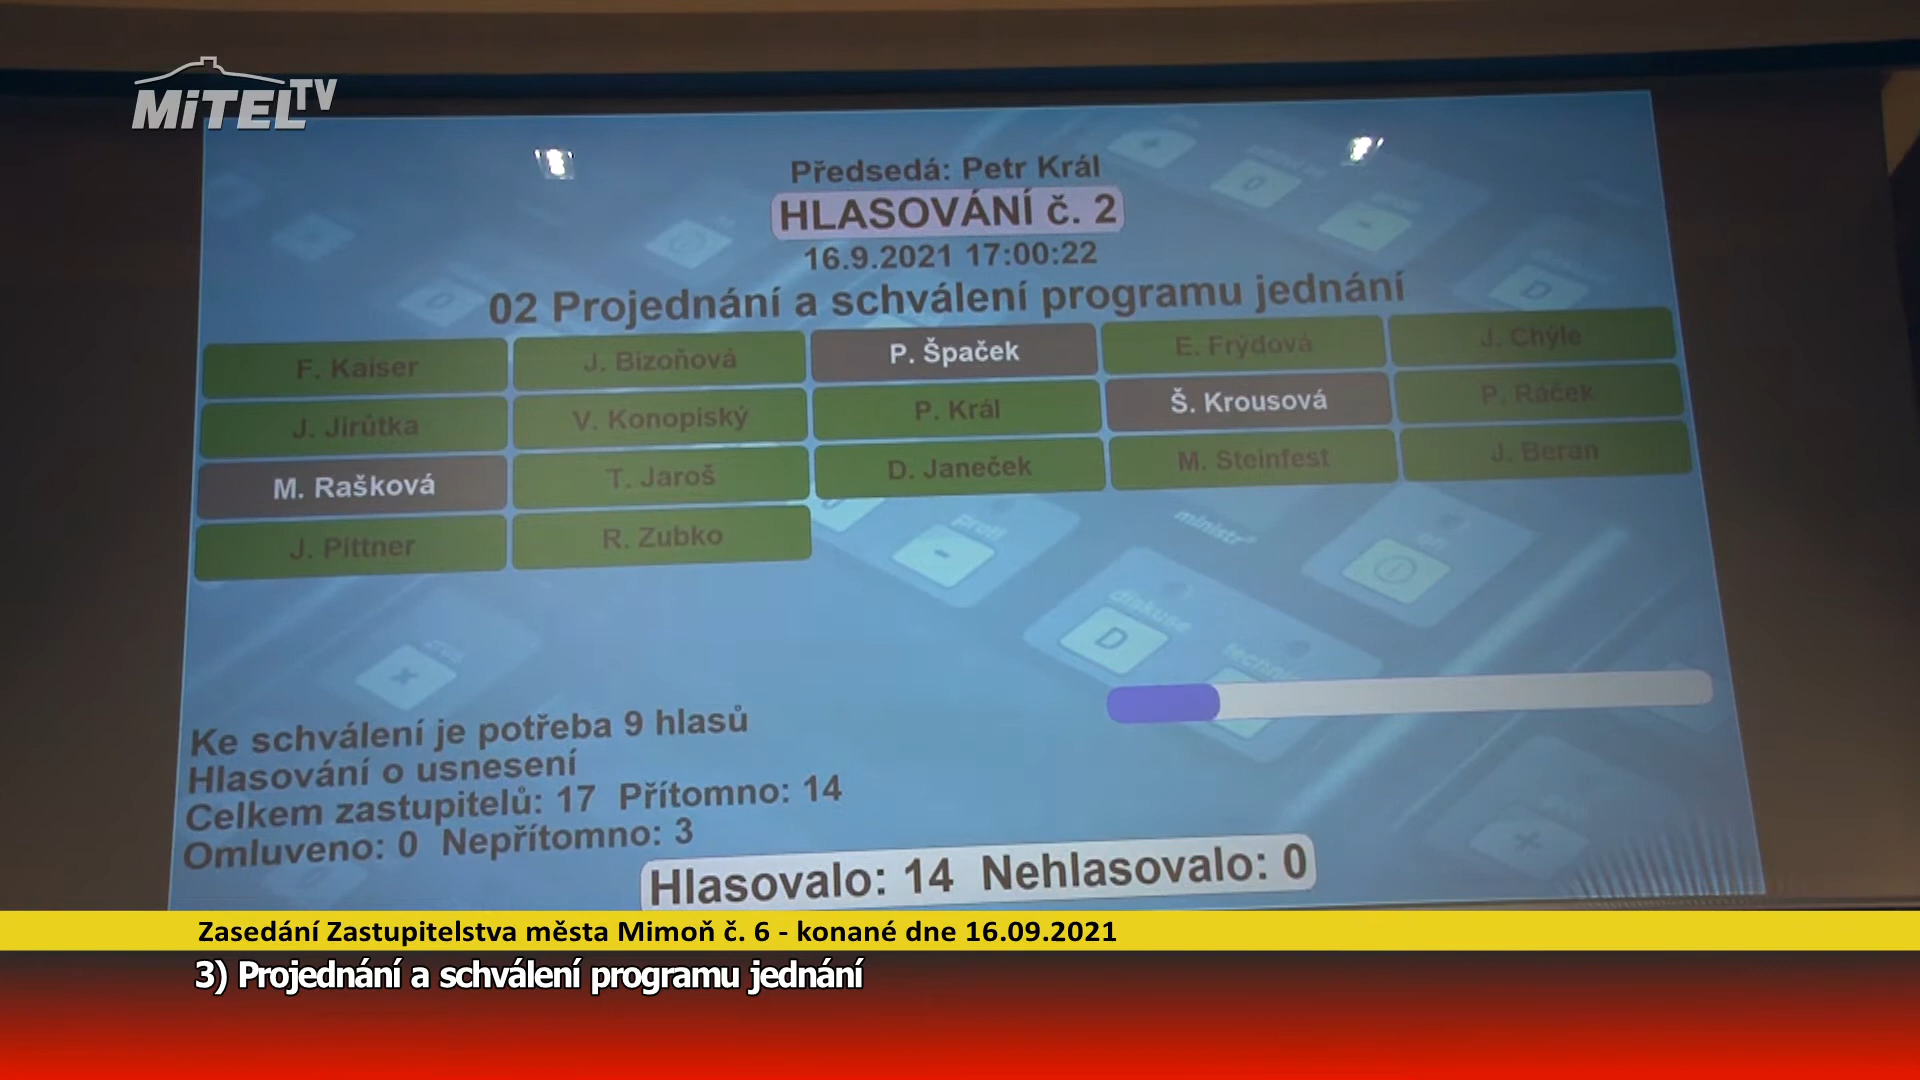 MiTEL TV
Předsedá: Petr Král
HLASOVÁNÍ č. 2
16.9.2021 17:00:22
02 Projednání a schválení programu jednání
F. Kaiser J. Bizoňová P. Špaček E. Frýdová J. Chýle
J. Jirůtka V. Konopiský P. Král Š. Krousová P. Ráček
M. Rašková T. Jaroš D. Janeček M. Steinfest J. Beran
J. Pittner R. Zubko
proti
ministr
diskuse
D
Ke schválení je potřeba 9 hlasů
Hlasování o usnesení
Celkem zastupitelů: 17 Přítomno: 14
Omluveno: 0 Nepřítomno: 3
Hlasovalo: 14 Nehlasovalo: 0
Zasedání Zastupitelstva města Mimoň č. 6 - konané dne 16.09.2021
3) Projednání a schválení programu jednání